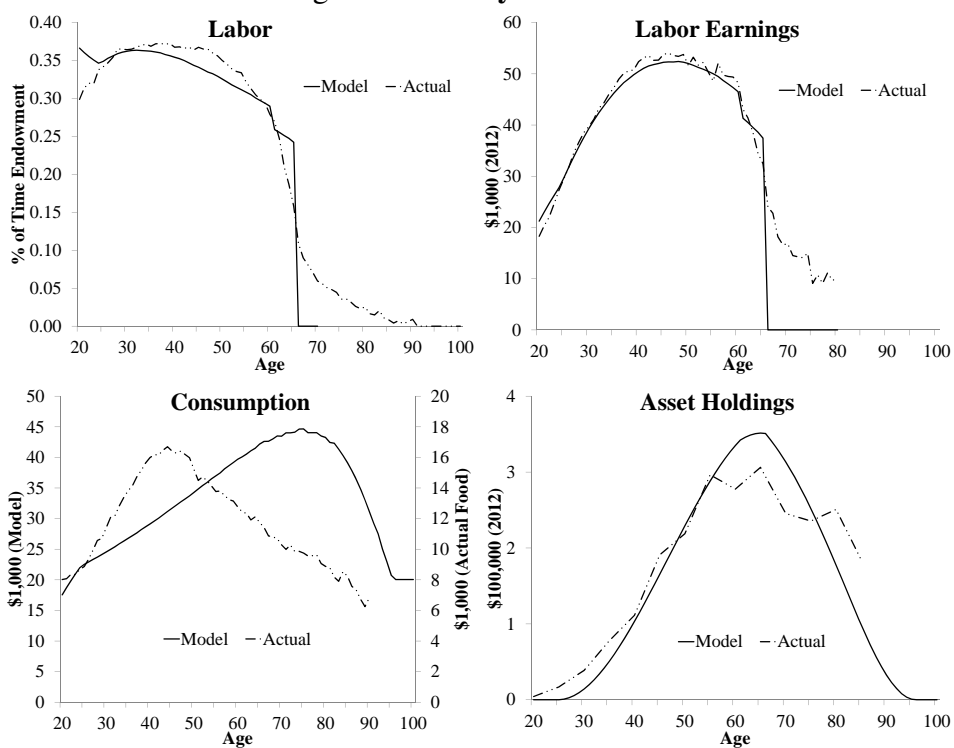 Labor
0.40
0.35
0.30
0.25
0.20
0.15
0.10
0.05
0.00
% of Time Endowment
Model Actual
20 30 40 50 60 70 80 90 100
Age
Labor Earnings
60
50
40
30
20
10
0
$1,000 (2012)
Model Actual
20 30 40 50 60 70 80 90 100
Age
Consumption
50
45
40
35
30
25
20
15
10
5
0
$1,000 (Model)
20
18
16
14
12
10
8
6
4
2
0
$1,000 (Actual Food)
Model Actual
20 30 40 50 60 70 80 90 100
Age
Asset Holdings
4
3
2
1
0
$100,000 (2012)
Model Actual
20 30 40 50 60 70 80 90 100
Age